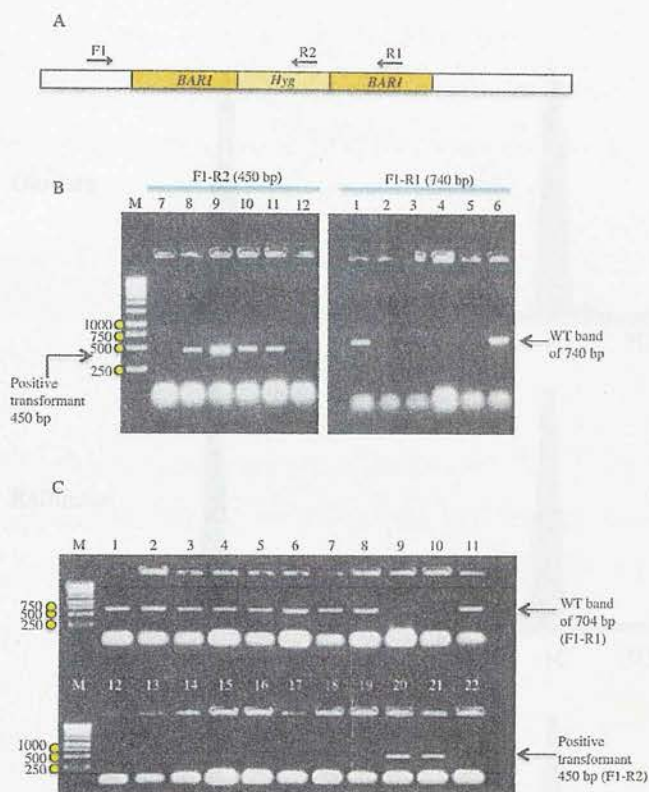 A
F1 R2 R1
BAR1 Hyg BAR1
B
F1-R2 (450 bp) F1-R1 (740 bp)
M 7 8 9 10 11 12 1 2 3 4 5 6
1000
750
500
250
Positive
transformant
450 bp
WT band
of 740 bp
C
M 1 2 3 4 5 6 7 8 9 10 11
750
500
250
WT band
of 704 bp
(F1-R1)
M 12 13 14 15 16 17 18 19 20 21 22
1000
500
250
Positive
transformant
450 bp (F1-R2)